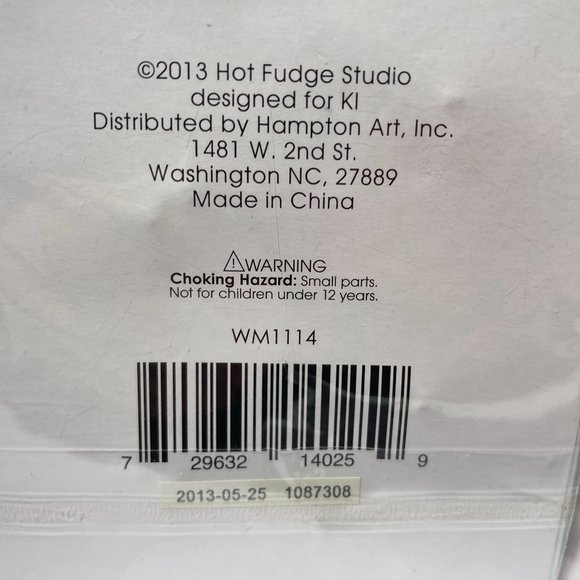 ©2013 Hot Fudge Studio
designed for KI
Distributed by Hampton Art, Inc.
1481 W. 2nd St.
Washington NC, 27889
Made in China
⚠WARNING
Choking Hazard: Small parts.
Not for children under 12 years.
WM1114
7 29632 14025 9
2013-05-25 1087308